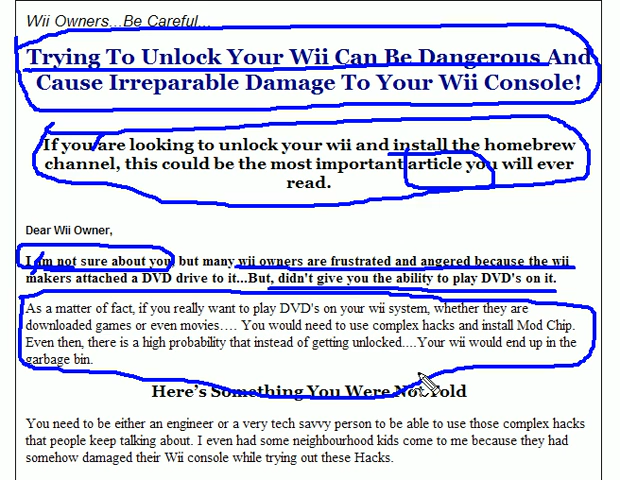 Wii Owners...Be Careful...
Trying To Unlock Your Wii Can Be Dangerous And
Cause Irreparable Damage To Your Wii Console!
If you are looking to unlock your wii and install the homebrew
channel, this could be the most important article you will ever
read.
Dear Wii Owner,
I am not sure about you, but many wii owners are frustrated and angered because the wii
makers attached a DVD drive to it...But, didn't give you the ability to play DVD's on it.
As a matter of fact, if you really want to play DVD's on your wii system, whether they are
downloaded games or even movies…. You would need to use complex hacks and install Mod Chip.
Even then, there is a high probability that instead of getting unlocked....Your wii would end up in the
garbage bin.
Here's Something You Were Not Told
You need to be either an engineer or a very tech savvy person to be able to use those complex hacks
that people keep talking about. I even had some neighbourhood kids come to me because they had
somehow damaged their Wii console while trying out these Hacks.